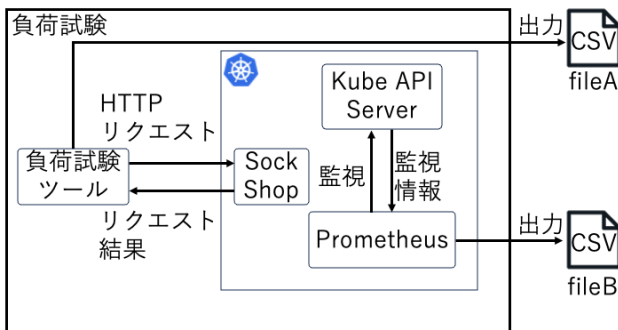 負荷試験
出力
CSV
fileA
Kube API
Server
HTTP
リクエスト
負荷試験
ツール
Sock
Shop
監視
監視
情報
リクエスト
結果
Prometheus
出力
CSV
fileB